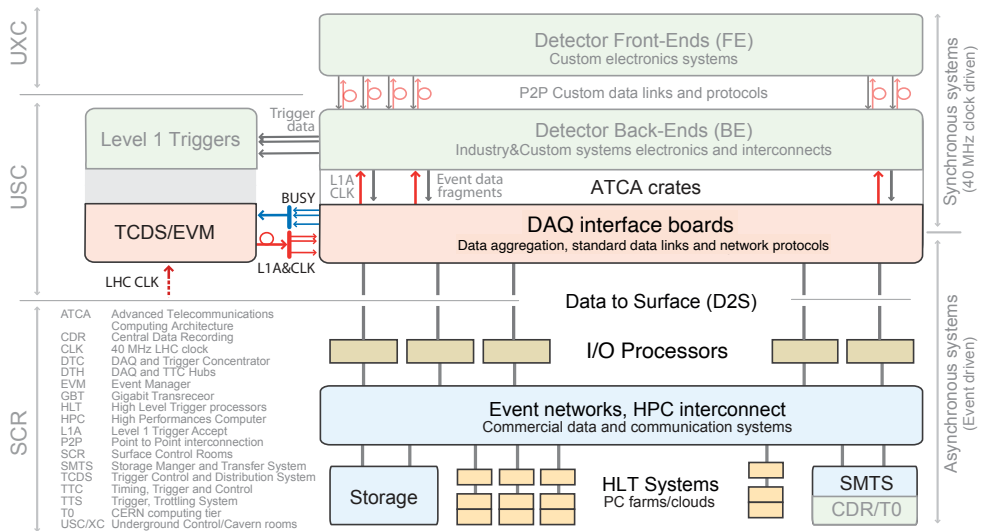 UXC
Detector Front-Ends (FE)
Custom electronics systems
P2P Custom data links and protocols
Synchronous systems
(40 MHz clock driven)
USC
Level 1 Triggers
Trigger
data
Detector Back-Ends (BE)
Industry&Custom systems electronics and interconnects
L1A
CLK
Event data
fragments
ATCA crates
BUSY
TCDS/EVM
DAQ interface boards
Data aggregation, standard data links and network protocols
L1A&CLK
LHC CLK
Data to Surface (D2S)
Asynchronous systems
(Event driven)
SCR
ATCA Advanced Telecommunications
Computing Architecture
CDR Central Data Recording
CLK 40 MHz LHC clock
DTC DAQ and Trigger Concentrator
DTH DAQ and TTC Hubs
EVM Event Manager
GBT Gigabit Transreceor
HLT High Level Trigger processors
HPC High Performances Computer
L1A Level 1 Trigger Accept
P2P Point to Point interconnection
SCR Surface Control Rooms
SMTS Storage Manger and Transfer System
TCDS Trigger Control and Distribution System
TTC Timing, Trigger and Control
TTS Trigger, Trottling System
T0 CERN computing tier
USC/XC Underground Control/Cavern rooms
I/O Processors
Event networks, HPC interconnect
Commercial data and communication systems
Storage
HLT Systems
PC farms/clouds
SMTS
CDR/T0